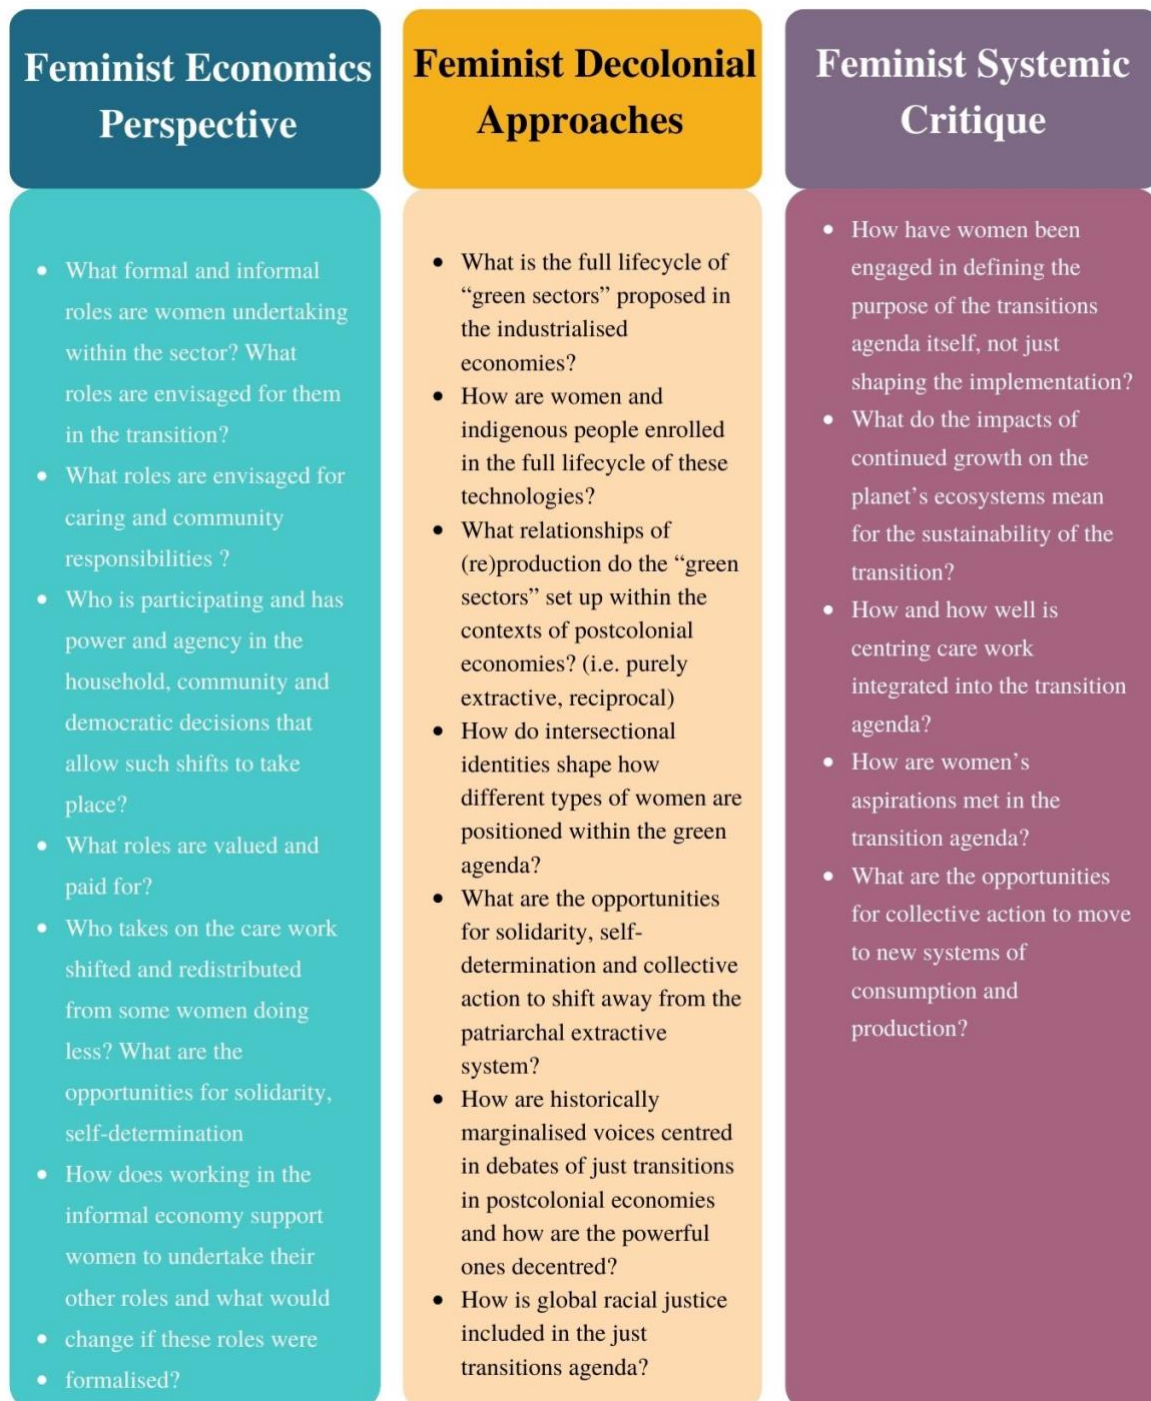 Feminist Economics
Perspective
• What formal and informal
roles are women undertaking
within the sector? What
roles are envisaged for them
in the transition?
• What roles are envisaged for
caring and community
responsibilities ?
• Who is participating and has
power and agency in the
household, community and
democratic decisions that
allow such shifts to take
place?
• What roles are valued and
paid for?
• Who takes on the care work
shifted and redistributed
from some women doing
less? What are the
opportunities for solidarity,
self-determination
• How does working in the
informal economy support
women to undertake their
other roles and what would
• change if these roles were
• formalised?
Feminist Decolonial
Approaches
• What is the full lifecycle of
“green sectors” proposed in
the industrialised
economies?
• How are women and
indigenous people enrolled
in the full lifecycle of these
technologies?
• What relationships of
(re)production do the “green
sectors” set up within the
contexts of postcolonial
economies? (i.e. purely
extractive, reciprocal)
• How do intersectional
identities shape how
different types of women are
positioned within the green
agenda?
• What are the opportunities
for solidarity, self-
determination and collective
action to shift away from the
patriarchal extractive
system?
• How are historically
marginalised voices centred
in debates of just transitions
in postcolonial economies
and how are the powerful
ones decentred?
• How is global racial justice
included in the just
transitions agenda?
Feminist Systemic
Critique
• How have women been
engaged in defining the
purpose of the transitions
agenda itself, not just
shaping the implementation?
• What do the impacts of
continued growth on the
planet’s ecosystems mean
for the sustainability of the
transition?
• How and how well is
centring care work
integrated into the transition
agenda?
• How are women’s
aspirations met in the
transition agenda?
• What are the opportunities
for collective action to move
to new systems of
consumption and
production?